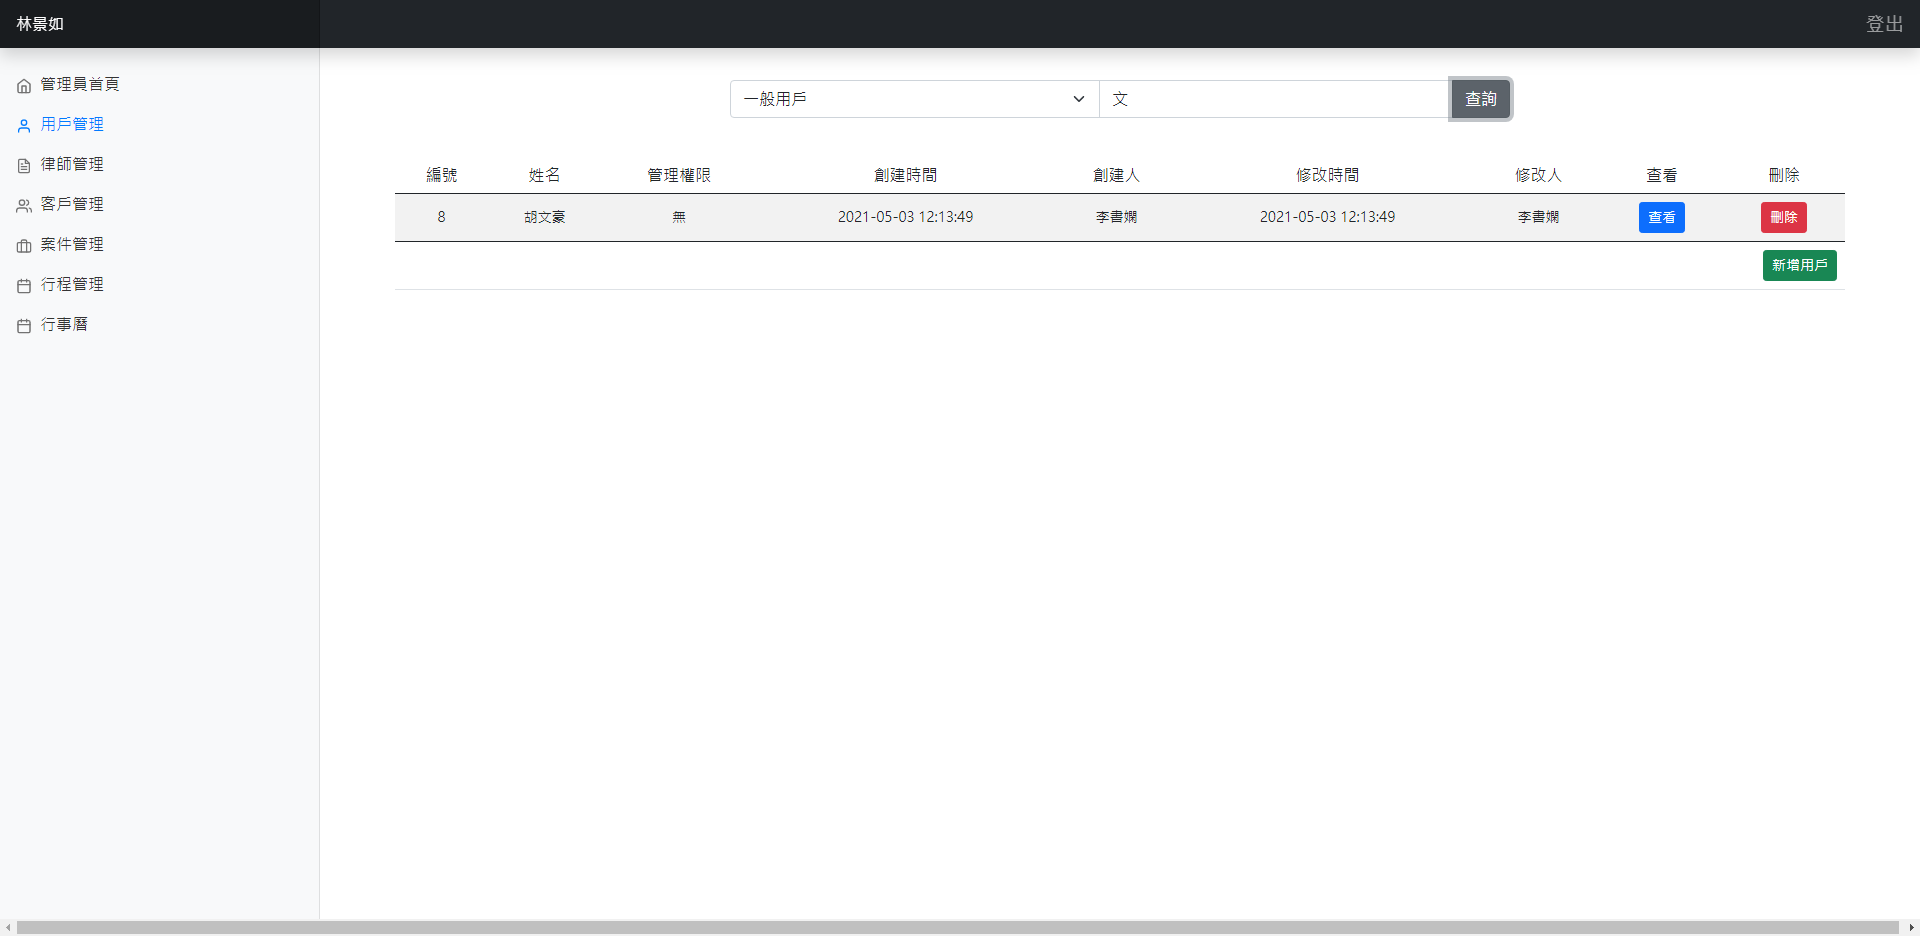 林景如
登出
管理員首頁
用戶管理
律師管理
客戶管理
案件管理
行程管理
行事曆
一般用戶 文 查詢
編號 姓名 管理權限 創建時間 創建人 修改時間 修改人 查看 刪除
8 胡文豪 無 2021-05-03 12:13:49 李書嫻 2021-05-03 12:13:49 李書嫻 查看 刪除
新增用戶